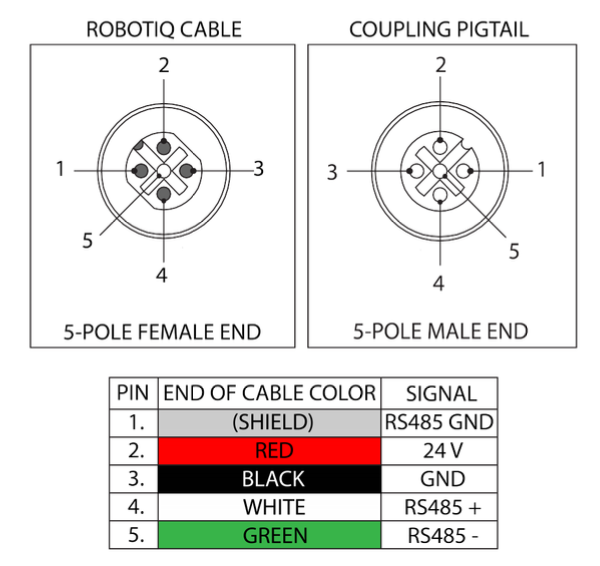 ROBOTIQ CABLE
2
1
3
5
4
5-POLE FEMALE END
COUPLING PIGTAIL
2
3
1
5
4
5-POLE MALE END
PIN END OF CABLE COLOR SIGNAL
1. (SHIELD) RS485 GND
2. RED 24 V
3. BLACK GND
4. WHITE RS485 +
5. GREEN RS485 -